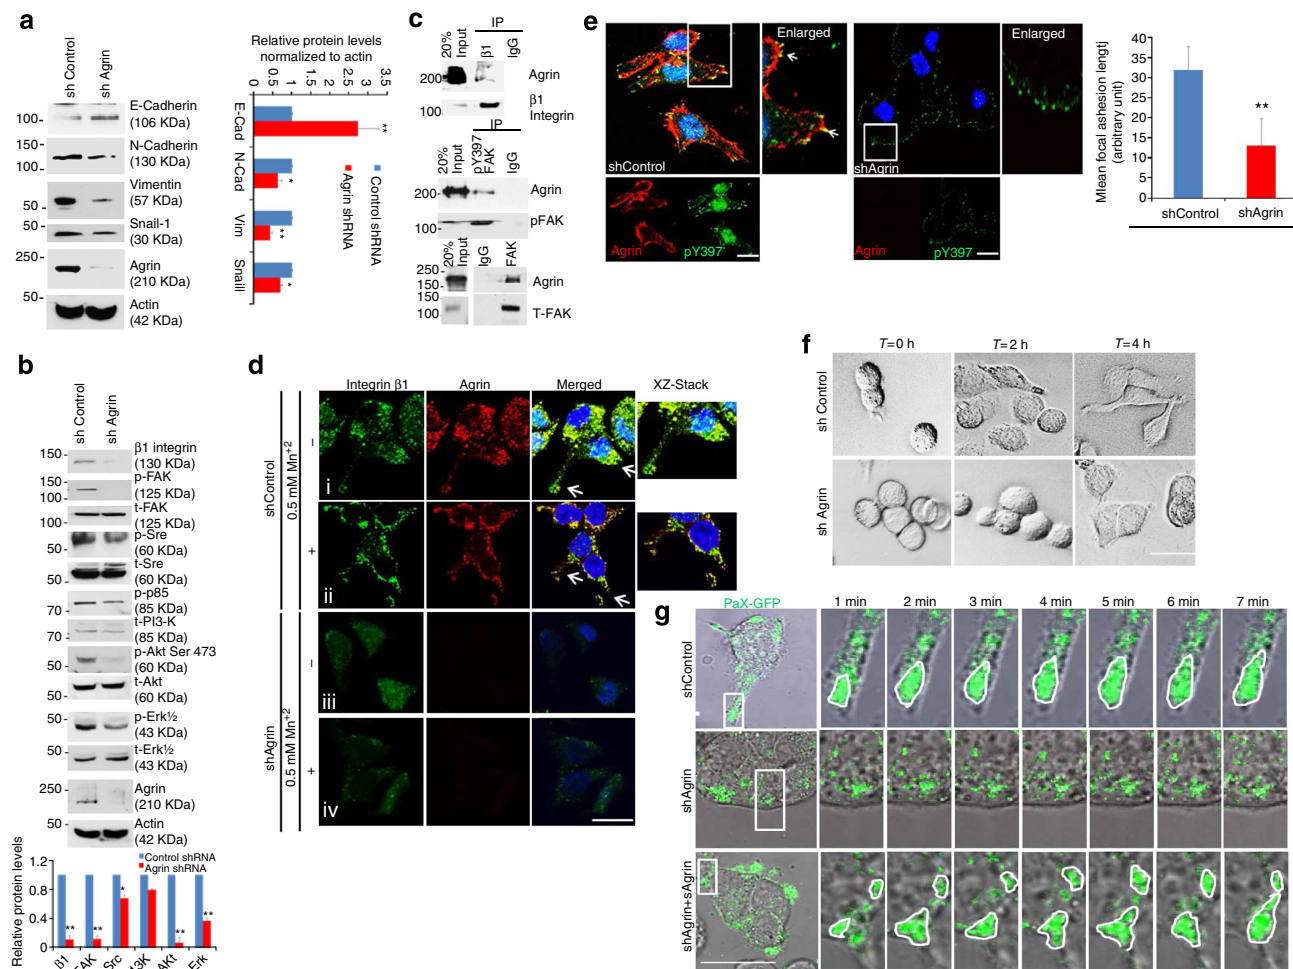 a
sh Control
sh Agrin
100-
E-Cadherin
(106 KDa)
150-
100-
N-Cadherin
(130 KDa)
50-
Vimentin
(57 KDa)
50-
Snail-1
(30 KDa)
250-
Agrin
(210 KDa)
50-
Actin
(42 KDa)
Relative protein levels
normalized to actin
0
0.5
1
1.5
2
2.5
3
3.5
E-Cad
N-Cad
Vim
Snail
**
*
**
*
Control shRNA
Agrin shRNA
c
IP
20%
Input
β1
IgG
200-
Agrin
100-
β1
Integrin
IP
20%
Input
pY397
FAK
IgG
200-
Agrin
100-
pFAK
20%
Input
IgG
FAK
250-
150-
Agrin
150-
100-
T-FAK
e
Enlarged
Enlarged
shControl
shAgrin
Agrin
pY397
Agrin
pY397
Mlean focal ashesion lengtj
(arbitrary unit)
40
35
30
25
20
15
10
5
0
**
shControl
shAgrin
b
sh Control
sh Agrin
150-
β1 integrin
(130 KDa)
150-
100-
p-FAK
(125 KDa)
100-
t-FAK
(125 KDa)
50-
p-Sre
(60 KDa)
50-
t-Sre
(60 KDa)
70-
p-p85
(85 KDa)
70-
t-PI3-K
(85 KDa)
50-
p-Akt Ser 473
(60 KDa)
50-
t-Akt
(60 KDa)
50-
p-Erk½
(43 KDa)
50-
t-Erk½
(43 KDa)
250-
Agrin
(210 KDa)
50-
Actin
(42 KDa)
Relative protein levels
1.2
0.8
0.4
0
Control shRNA
Agrin shRNA
**
**
*
**
**
β1
FAK
Src
I3K
AKt
Erk
d
Integrin β1
Agrin
Merged
XZ-Stack
shControl
0.5 mM Mn+2
–
+
shAgrin
0.5 mM Mn+2
–
+
i
ii
iii
iv
f
T=0 h
T=2 h
T=4 h
sh Control
sh Agrin
g
PaX-GFP
1 min
2 min
3 min
4 min
5 min
6 min
7 min
shControl
shAgrin
shAgrin+sAgrin